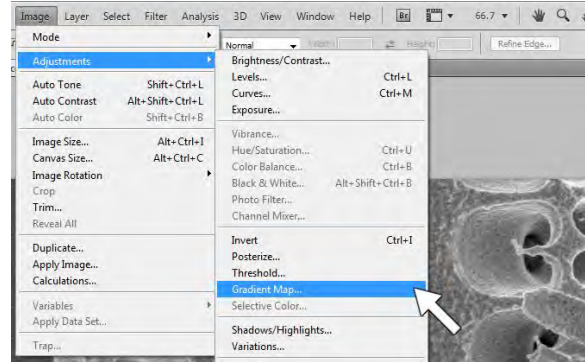 Image Layer Select Filter Analysis 3D View Window Help Br 66.7
Mode
Normal Width: Height: Refine Edge...
Adjustments
Brightness/Contrast...
Levels... Ctrl+L
Curves... Ctrl+M
Exposure...
Auto Tone Shift+Ctrl+L
Auto Contrast Alt+Shift+Ctrl+L
Auto Color Shift+Ctrl+B
Vibrance...
Hue/Saturation... Ctrl+U
Color Balance... Ctrl+B
Black & White... Alt+Shift+Ctrl+B
Photo Filter...
Channel Mixer...
Image Size... Alt+Ctrl+I
Canvas Size... Alt+Ctrl+C
Image Rotation
Crop
Trim...
Reveal All
Invert Ctrl+I
Posterize...
Threshold...
Gradient Map...
Selective Color...
Duplicate...
Apply Image...
Calculations...
Shadows/Highlights...
Variations...
Variables
Apply Data Set...
Trap...